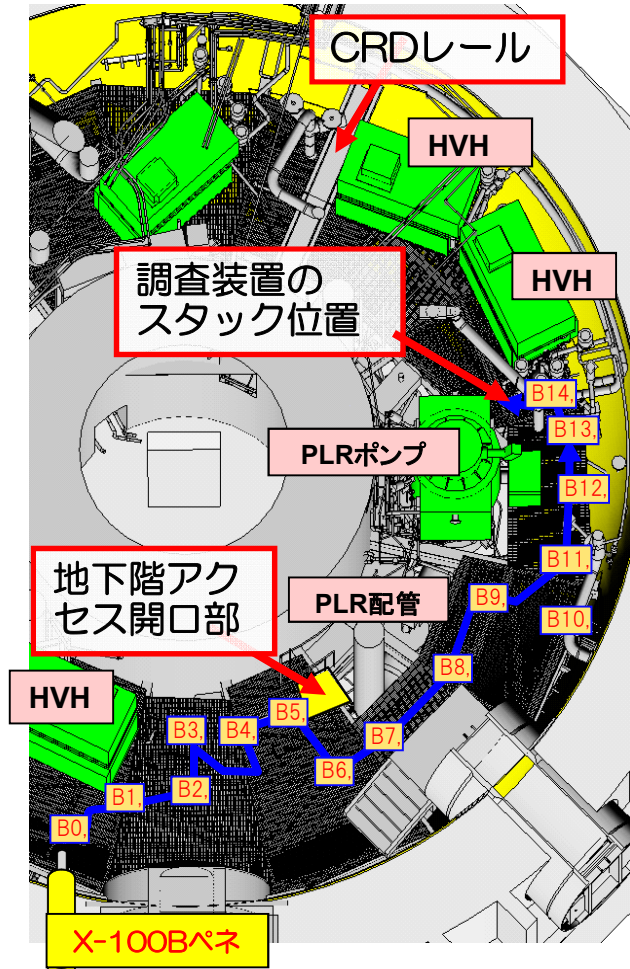 CRDレール
HVH
HVH
調査装置の
スタック位置
B14,
B13,
PLRポンプ
B12,
B11,
地下階アク
セス開口部
PLR配管
B9,
B10,
B8,
HVH
B5,
B3,
B4,
B7,
B6,
B2,
B1,
B0,
X-100Bペネ